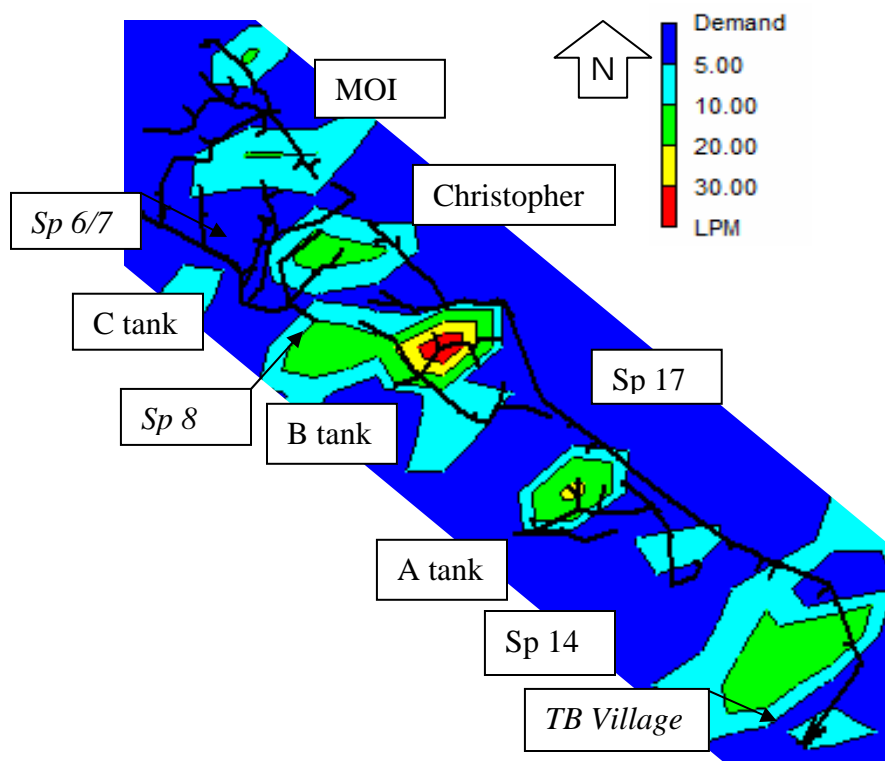 Demand
5.00
10.00
20.00
30.00
LPM
N
MOI
Christopher
Sp 6/7
C tank
Sp 17
Sp 8
B tank
A tank
Sp 14
TB Village